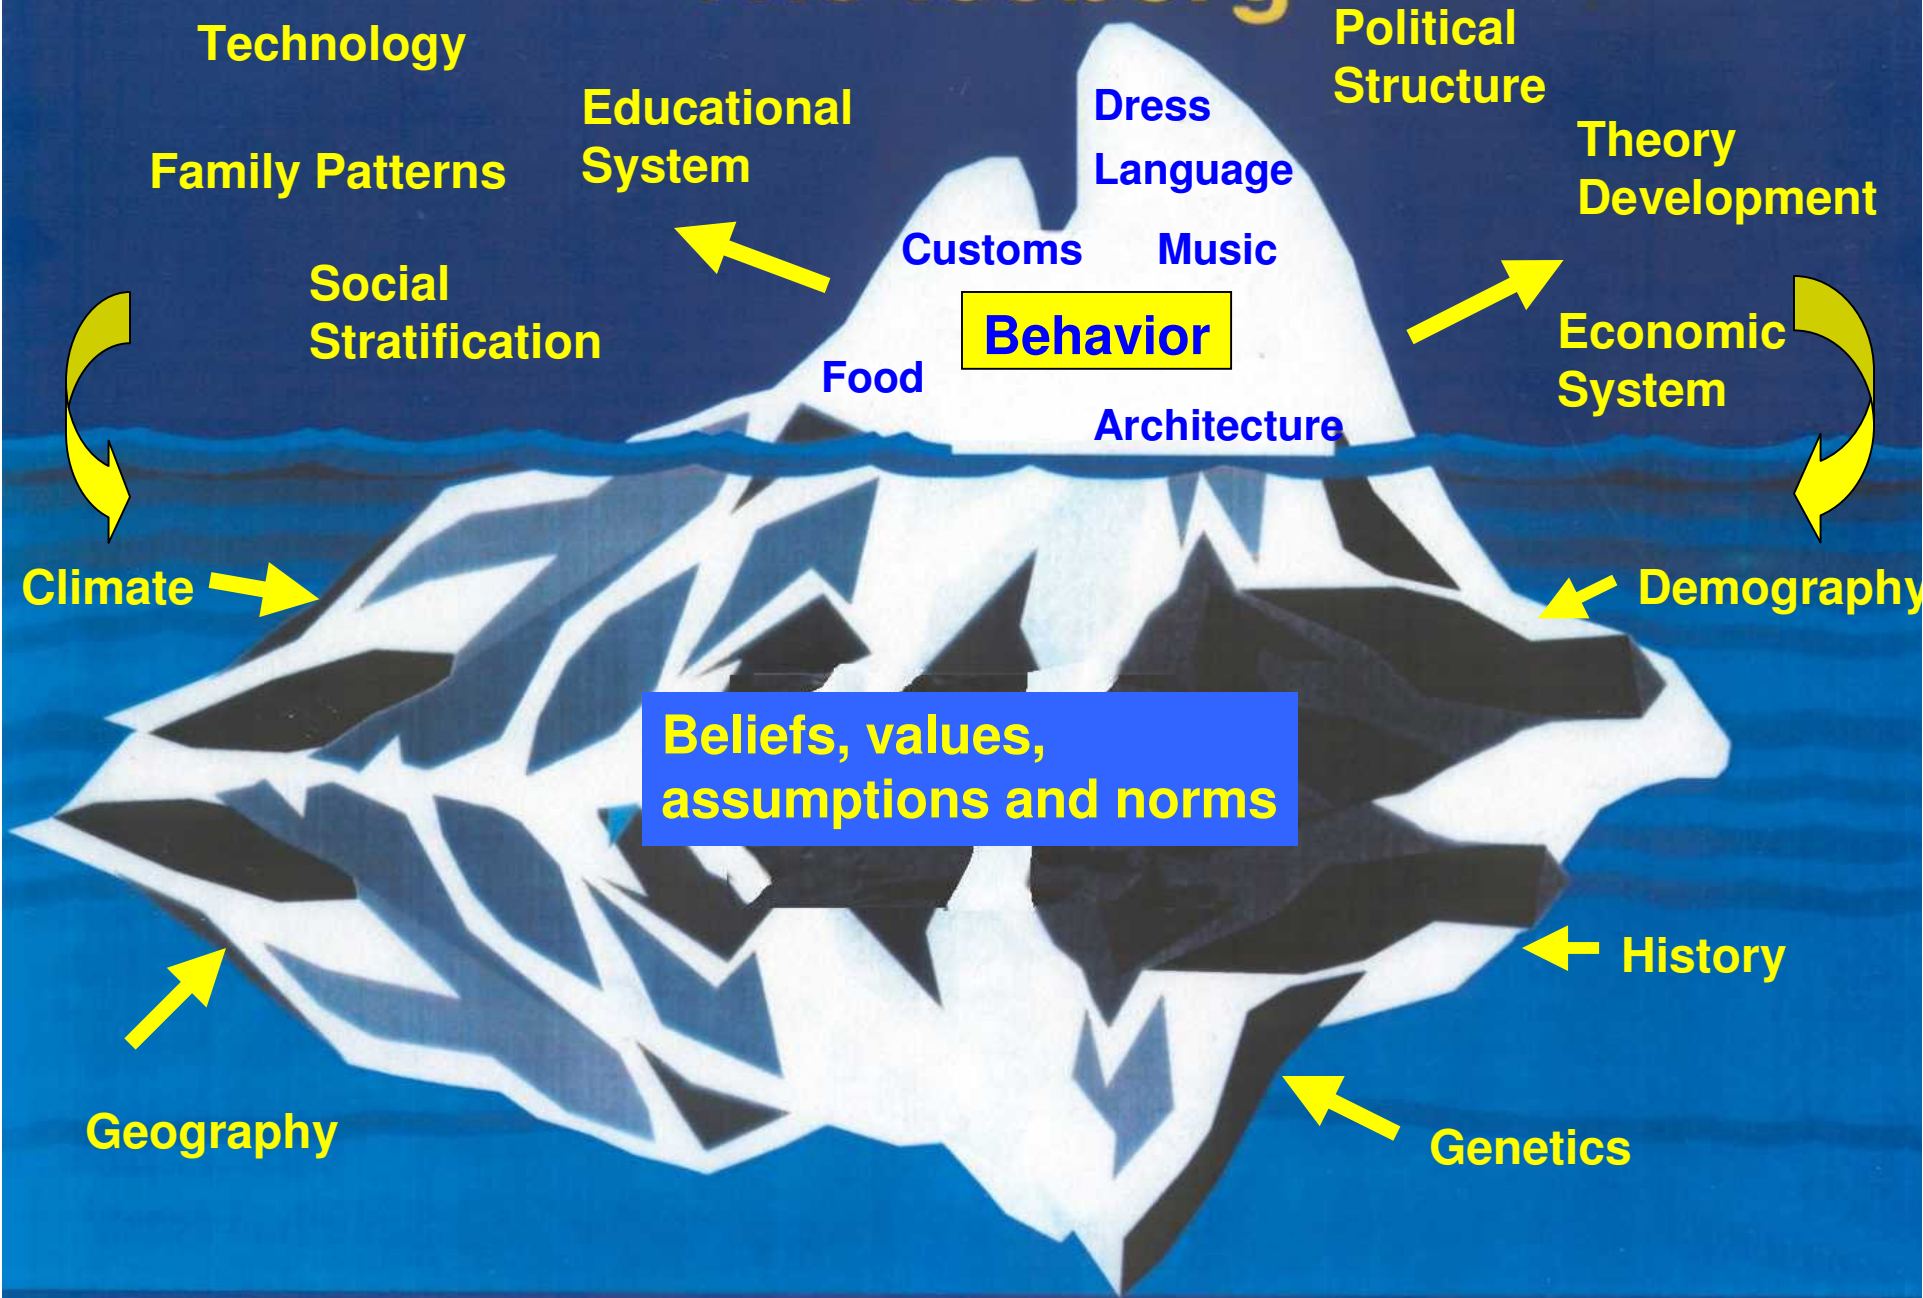 Technology
Political
Structure
Educational
System
Dress
Language
Theory
Development
Family Patterns
Customs
Music
Social
Stratification
Behavior
Economic
System
Food
Architecture
Climate
Demography
Beliefs, values,
assumptions and norms
History
Geography
Genetics